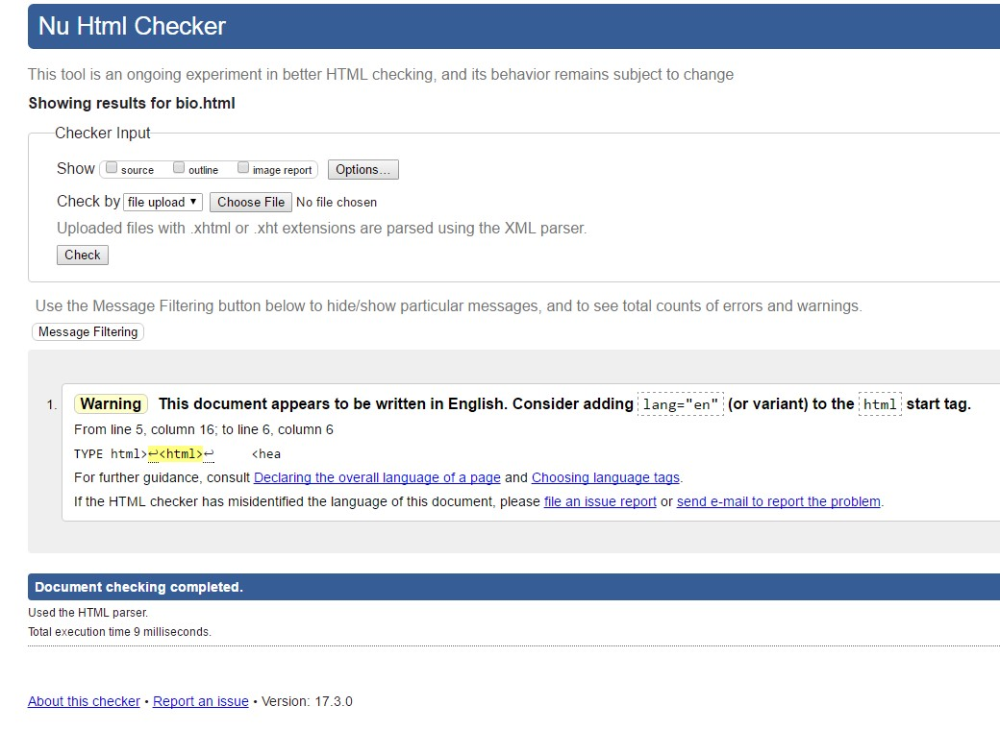 Nu Html Checker
This tool is an ongoing experiment in better HTML checking, and its behavior remains subject to change
Showing results for bio.html
Checker Input
Show source outline image report Options...
Check by file upload ▼ Choose File No file chosen
Uploaded files with .xhtml or .xht extensions are parsed using the XML parser.
Check
Use the Message Filtering button below to hide/show particular messages, and to see total counts of errors and warnings.
Message Filtering
1. Warning This document appears to be written in English. Consider adding lang="en" (or variant) to the html start tag.
From line 5, column 16; to line 6, column 6
TYPE html>↩<html>↩ <hea
For further guidance, consult Declaring the overall language of a page and Choosing language tags.
If the HTML checker has misidentified the language of this document, please file an issue report or send e-mail to report the problem.
Document checking completed.
Used the HTML parser.
Total execution time 9 milliseconds.
About this checker • Report an issue • Version: 17.3.0